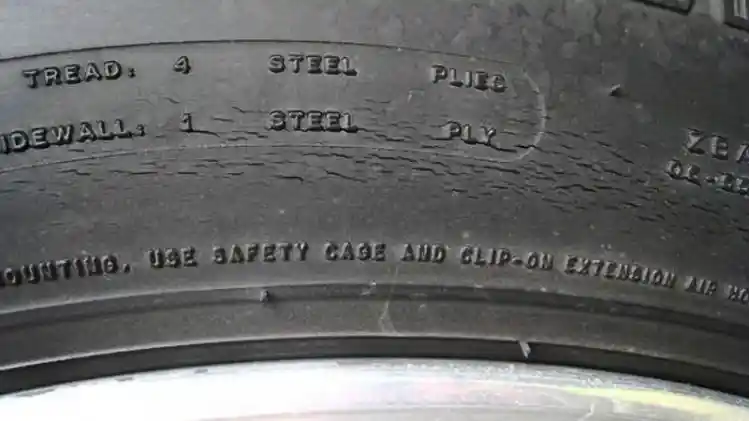 TREAD: 4 STEEL PLIES
IDEWALL: 1 STEEL PLY
OUNTING, USE SAFETY CAGE AND CLIP-ON EXTENSION AIR HO